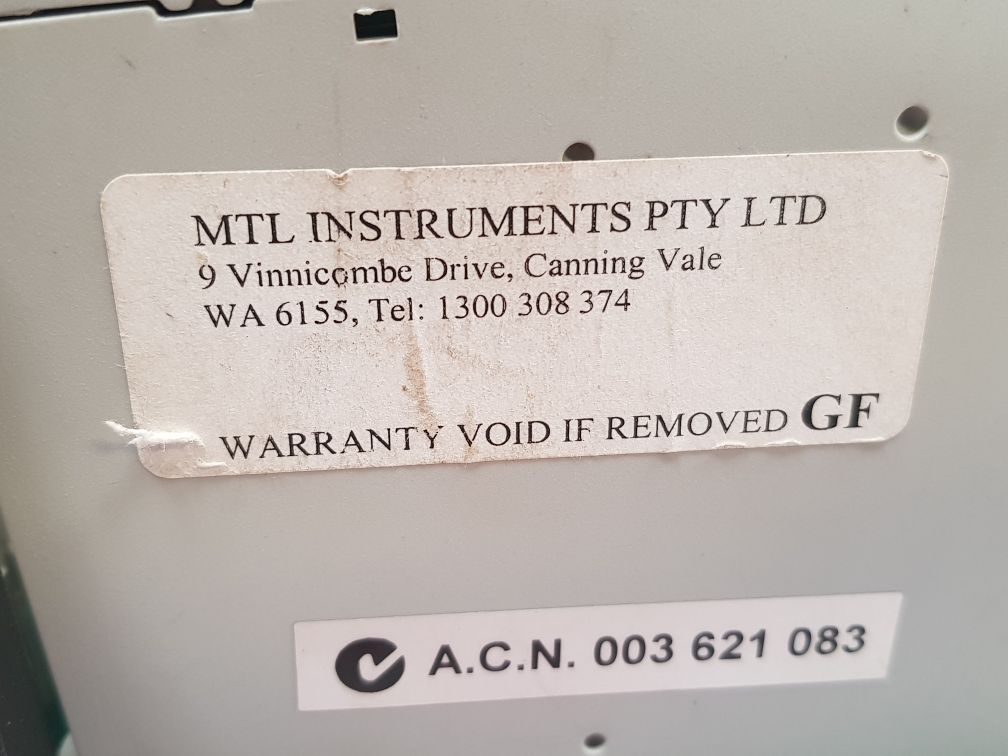 MTL INSTRUMENTS PTY LTD
9 Vinnicombe Drive, Canning Vale
WA 6155, Tel: 1300 308 374
WARRANTY VOID IF REMOVED GF
A.C.N. 003 621 083